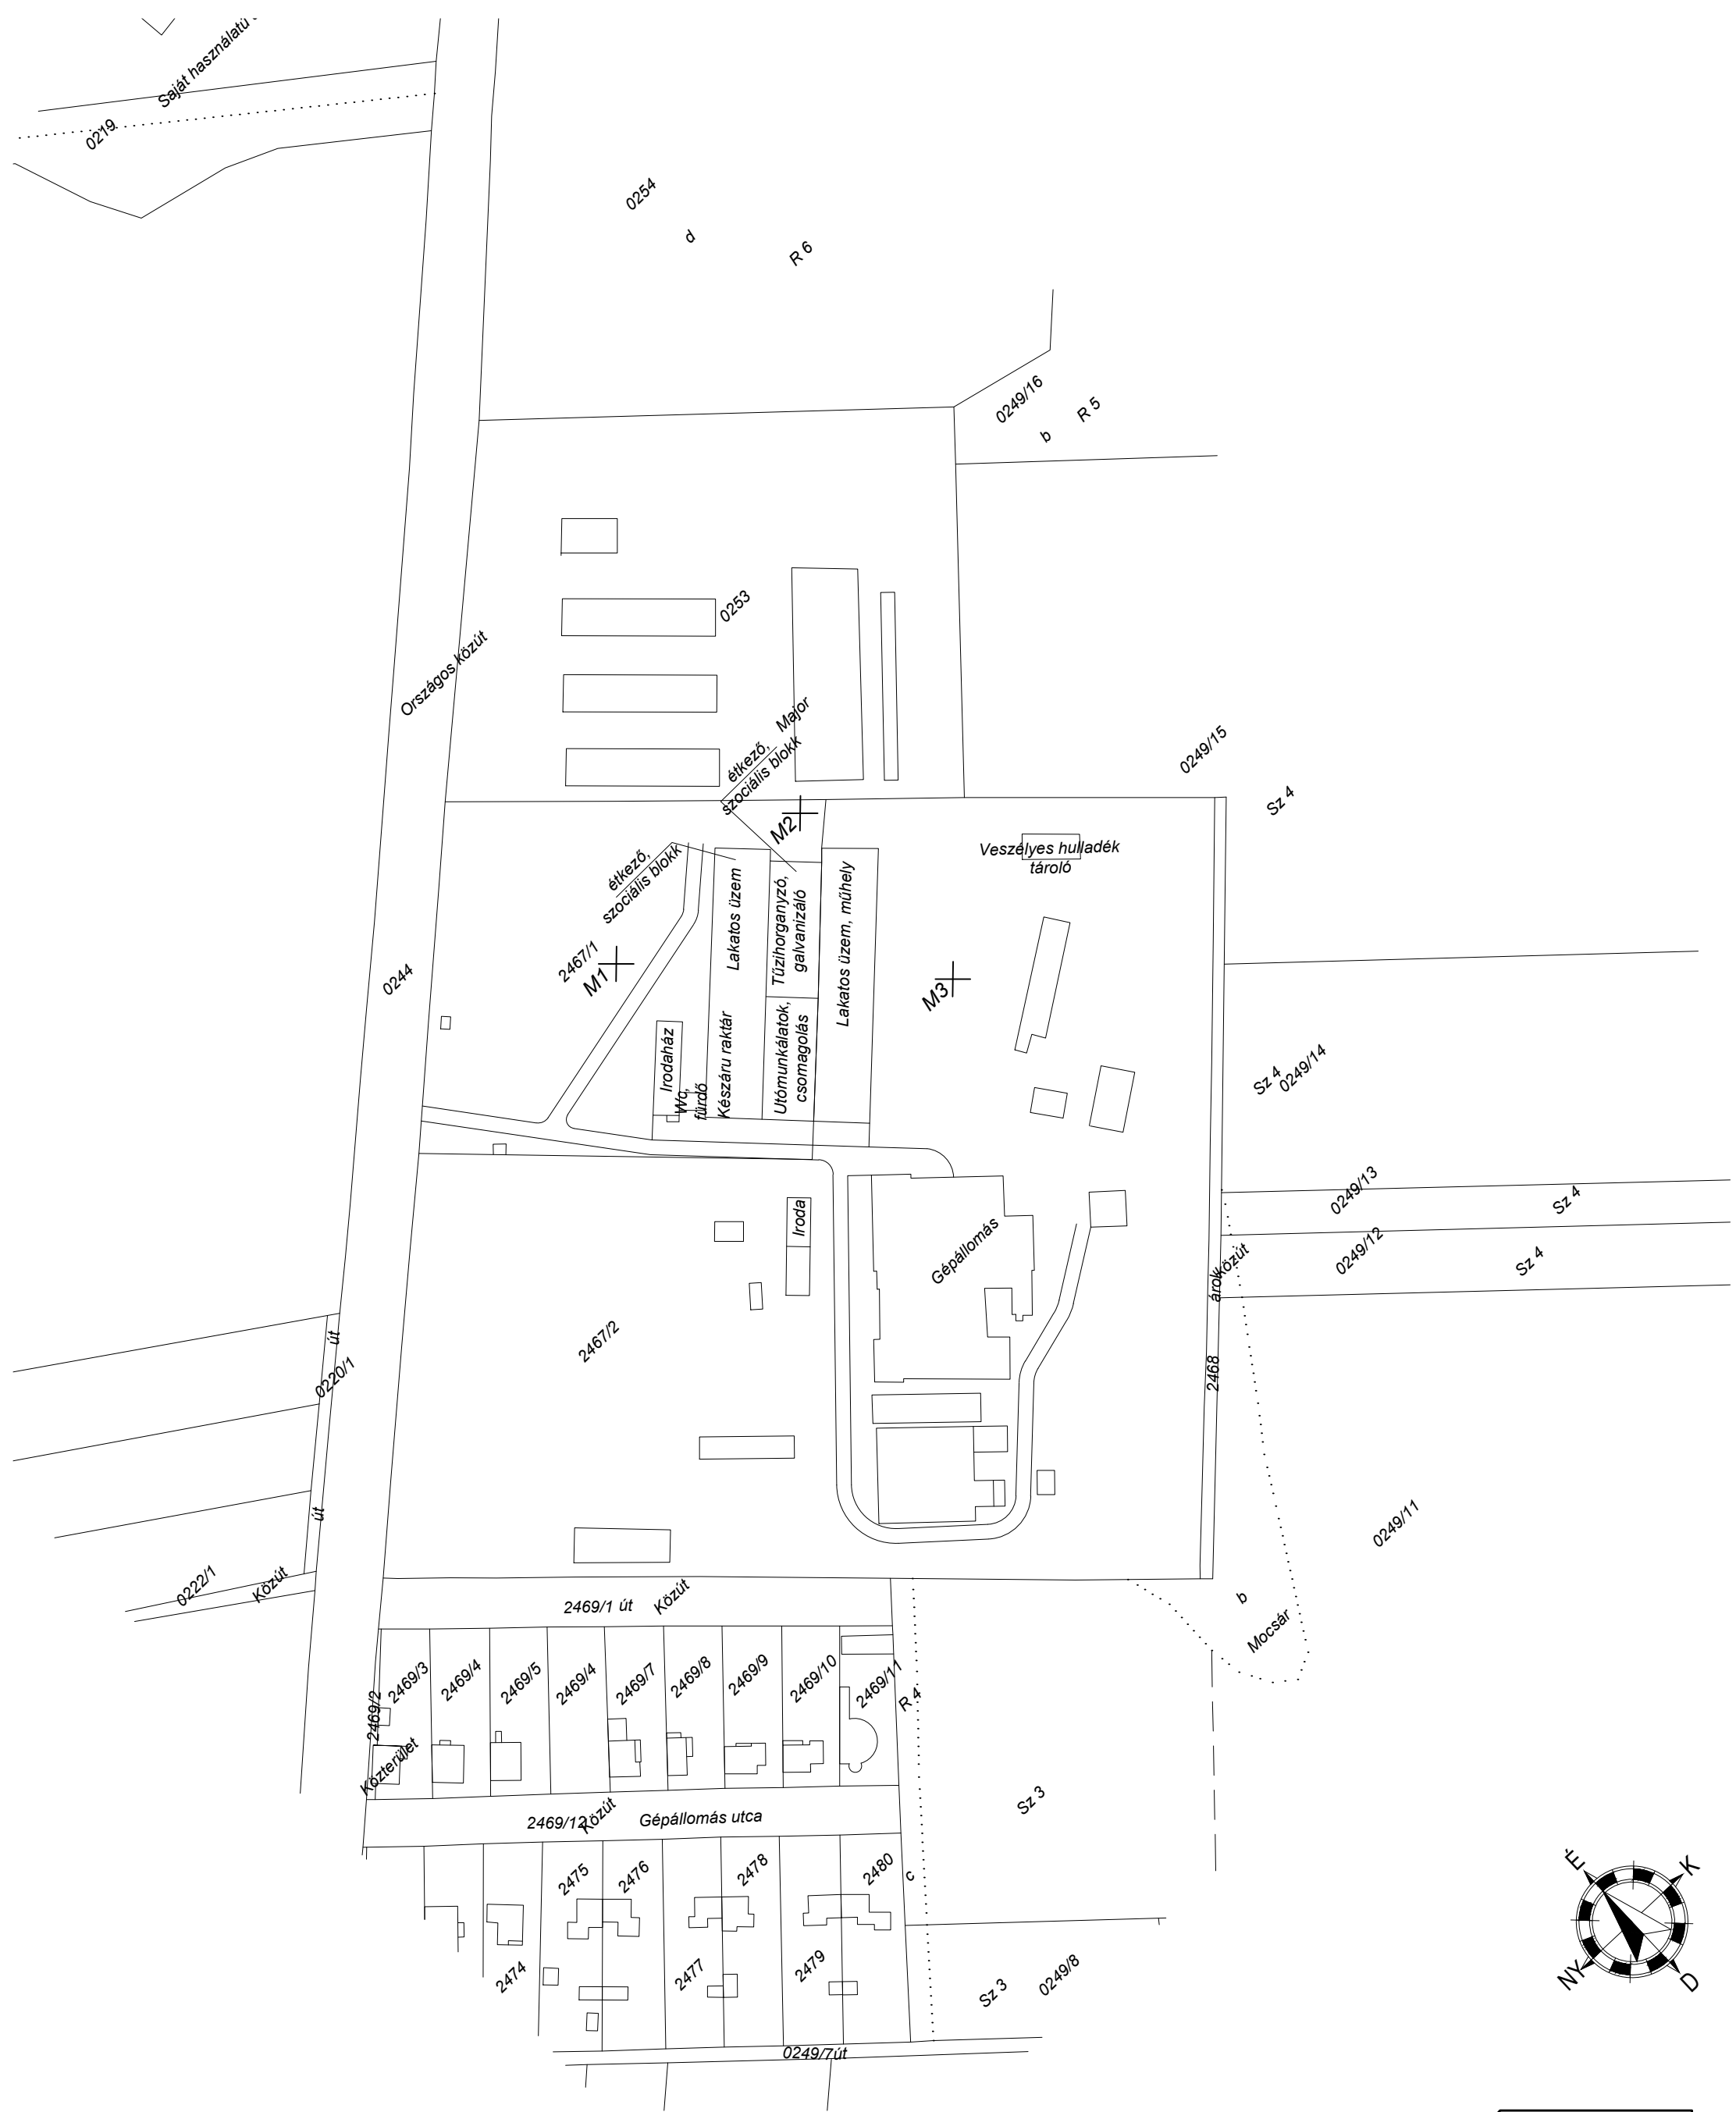 Saját használatú
0219
0254
d
R 6
0249/16
b
R 5
0253
Országos közút
Major
étkező,
szociális blokk
0249/15
Sz 4
M2
étkező,
szociális blokk
Veszélyes hulladék
tároló
Lakatos üzem
Tűzihorganyzó,
galvanizáló
Lakatos üzem, műhely
2467/1
M1
M3
0244
Irodaház
Wc,
fürdő
Készáru raktár
Utómunkálatok,
csomagolás
Sz 4
0249/14
0249/13
Sz 4
0249/12
Sz 4
Iroda
Gépállomás
Közút
árok
2467/2
2468
út
0220/1
út
0249/11
0222/1
Közút
2469/1 út
Közút
b
Mocsár
2469/2
2469/3
2469/4
2469/5
2469/4
2469/7
2469/8
2469/9
2469/10
2469/11
R 4
Közterület
Sz 3
2469/12
Közút
Gépállomás utca
2475
2476
2478
2480
c
2474
2477
2479
Sz 3
0249/8
0249/7út
É
K
NY
D